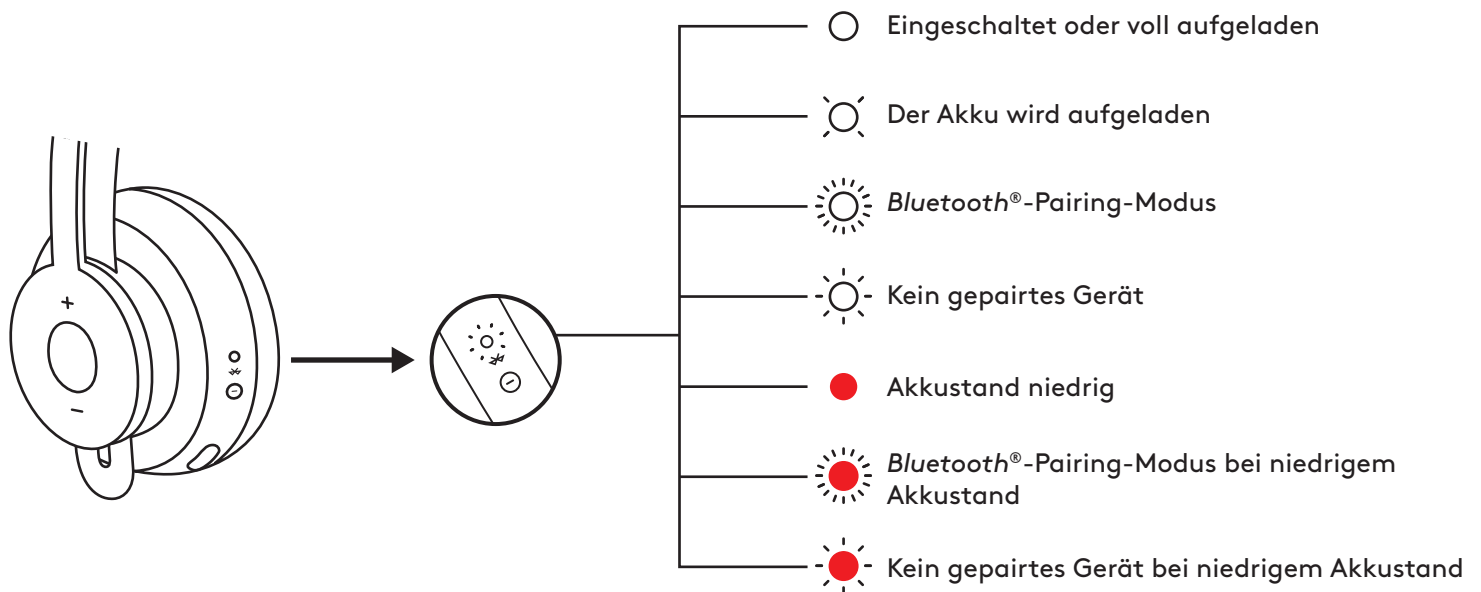 Eingeschaltet oder voll aufgeladen
Der Akku wird aufgeladen
Bluetooth®-Pairing-Modus
Kein gepairtes Gerät
Akkustand niedrig
Bluetooth®-Pairing-Modus bei niedrigem
Akkustand
Kein gepairtes Gerät bei niedrigem Akkustand